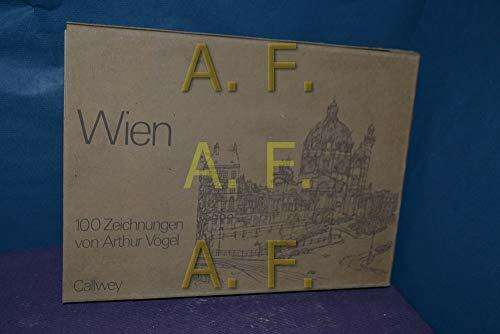 A. F.
Wien
A. F.
100 Zeichnungen
von Arthur Vogel
A. F.
Callwey